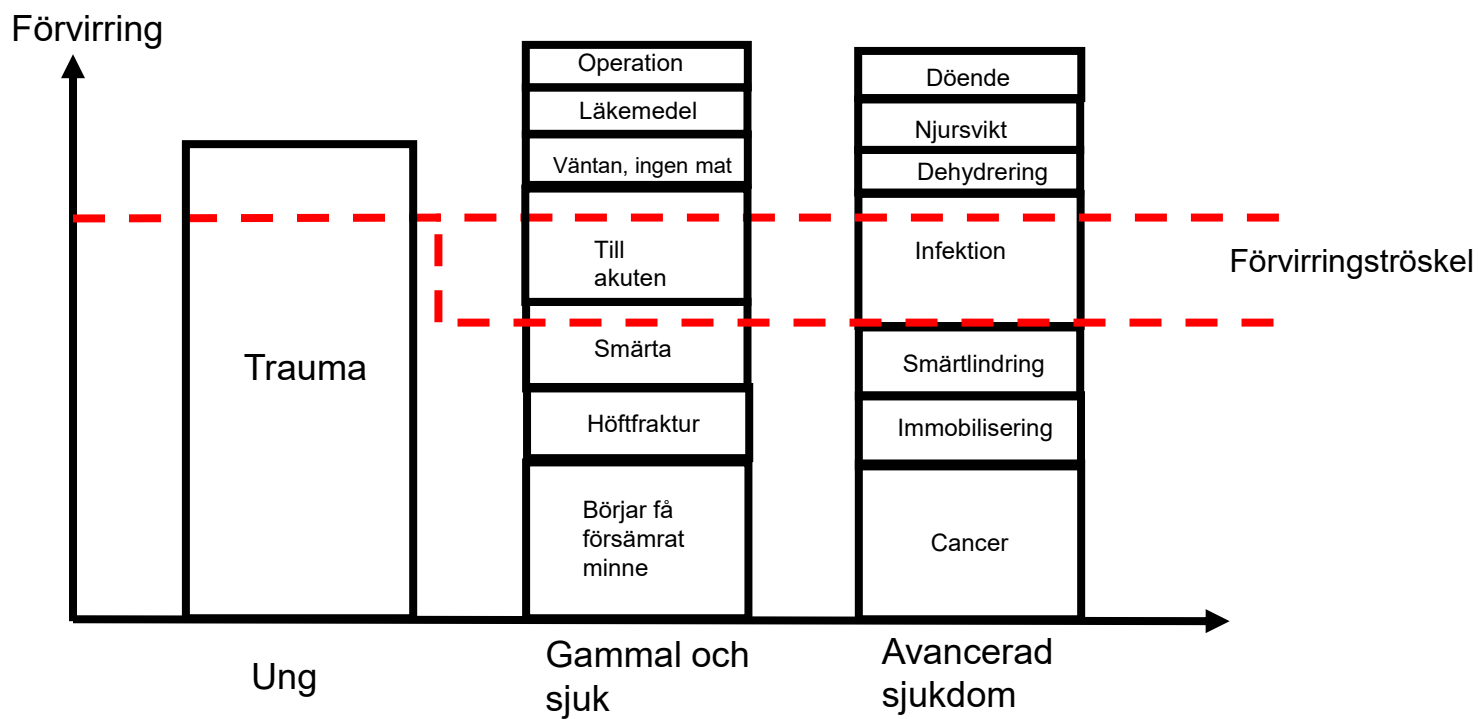 Förvirring
Operation
Läkemedel
Väntan, ingen mat
Till
akuten
Smärta
Höftfraktur
Börjar få
försämrat
minne
Döende
Njursvikt
Dehydrering
Infektion
Smärtlindring
Immobilisering
Cancer
Trauma
Förvirringströskel
Ung
Gammal och
sjuk
Avancerad
sjukdom